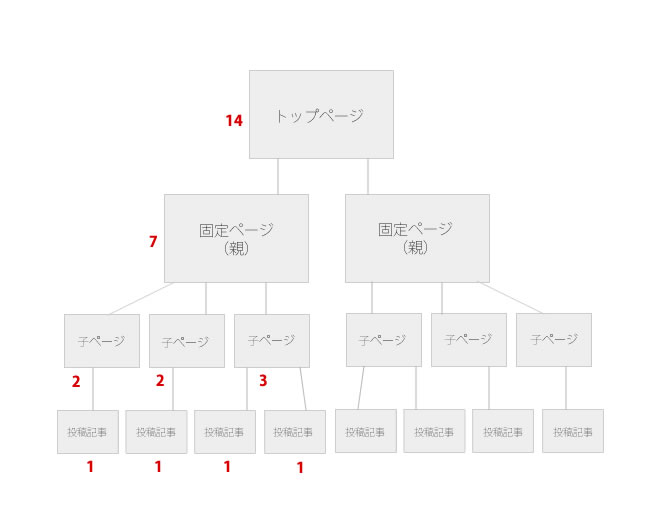 トップページ
14
固定ページ
(親)
固定ページ
(親)
7
子ページ
子ページ
子ページ
子ページ
子ページ
子ページ
2
2
3
投稿記事
投稿記事
投稿記事
投稿記事
投稿記事
投稿記事
投稿記事
投稿記事
1
1
1
1